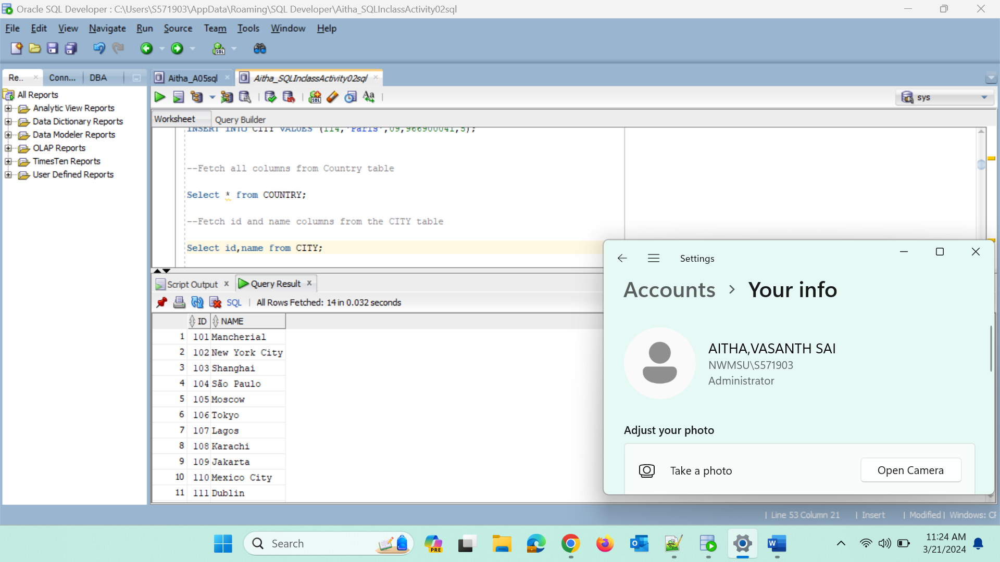 Oracle SQL Developer : C:\Users\S571903\AppData\Roaming\SQL Developer\Aitha_SQLInclassActivity02sql
File Edit View Navigate Run Source Team Tools Window Help
Re.. Conn... DBA
Aitha_A05sql Aitha_SQLInclassActivity02sql
All Reports
Analytic View Reports
Data Dictionary Reports
Data Modeler Reports
OLAP Reports
TimesTen Reports
User Defined Reports
sys
Worksheet Query Builder
INSERT INTO CITY VALUES (114,'Paris',09,966900041,5);
--Fetch all columns from Country table
Select * from COUNTRY;
--Fetch id and name columns from the CITY table
Select id,name from CITY;
Script Output Query Result
SQL All Rows Fetched: 14 in 0.032 seconds
ID NAME
1 101 Mancherial
2 102 New York City
3 103 Shanghai
4 104 São Paulo
5 105 Moscow
6 106 Tokyo
7 107 Lagos
8 108 Karachi
9 109 Jakarta
10 110 Mexico City
11 111 Dublin
Settings
Accounts > Your info
AITHA,VASANTH SAI
NWMSU\S571903
Administrator
Adjust your photo
Take a photo
Open Camera
Line 53 Column 21 | Insert | Modified | Windows: CF
Search
PRE
11:24 AM
3/21/2024